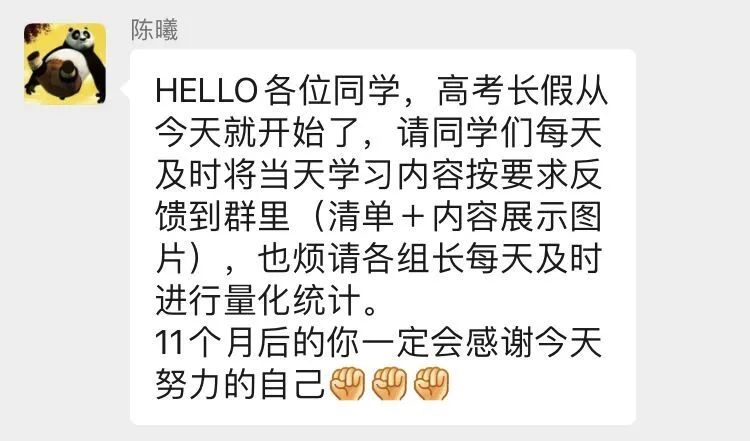 陈曦
HELLO各位同学，高考长假从
今天就开始了，请同学们每天
及时将当天学习内容按要求反
馈到群里（清单＋内容展示图
片），也烦请各组长每天及时
进行量化统计。
11个月后的你一定会感谢今天
努力的自己✊✊✊